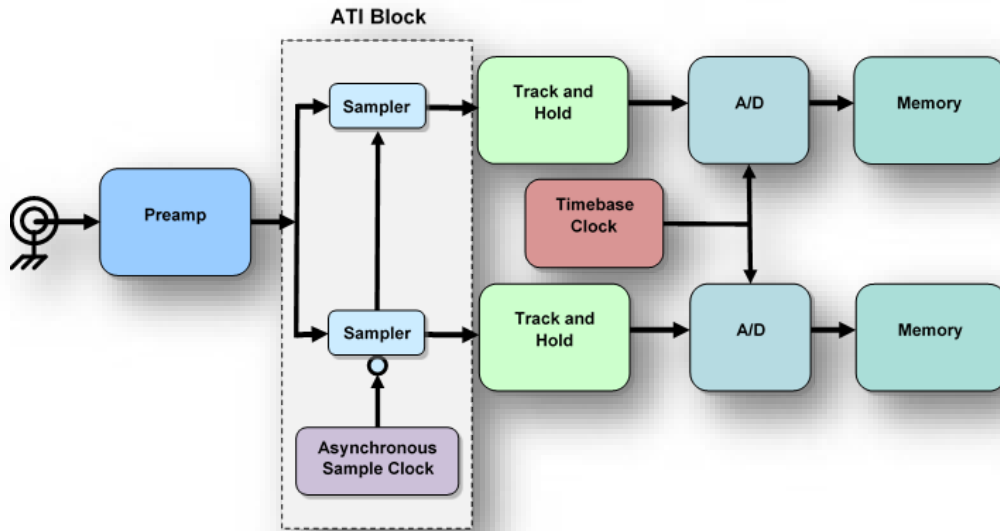 ATI Block
Sampler
Track and
Hold
A/D
Memory
Preamp
Timebase
Clock
Sampler
Track and
Hold
A/D
Memory
Asynchronous
Sample Clock